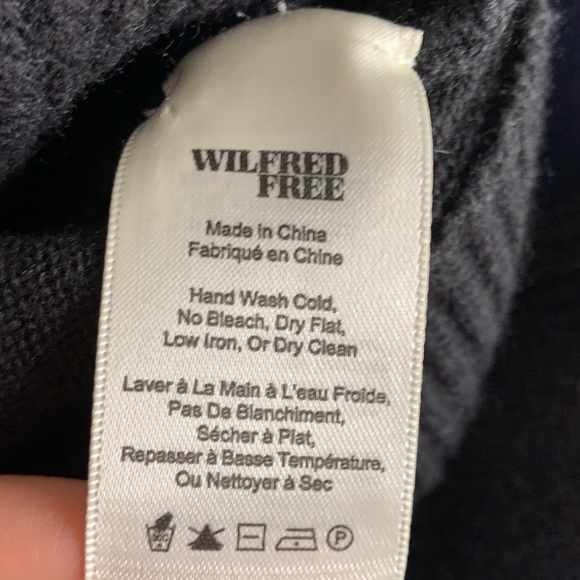 WILFRED
FREE
Made in China
Fabriqué en Chine
Hand Wash Cold,
No Bleach, Dry Flat,
Low Iron, Or Dry Clean
Laver à La Main à L'eau Froide,
Pas De Blanchiment,
Sécher à Plat,
Repasser à Basse Température,
Ou Nettoyer à Sec
P